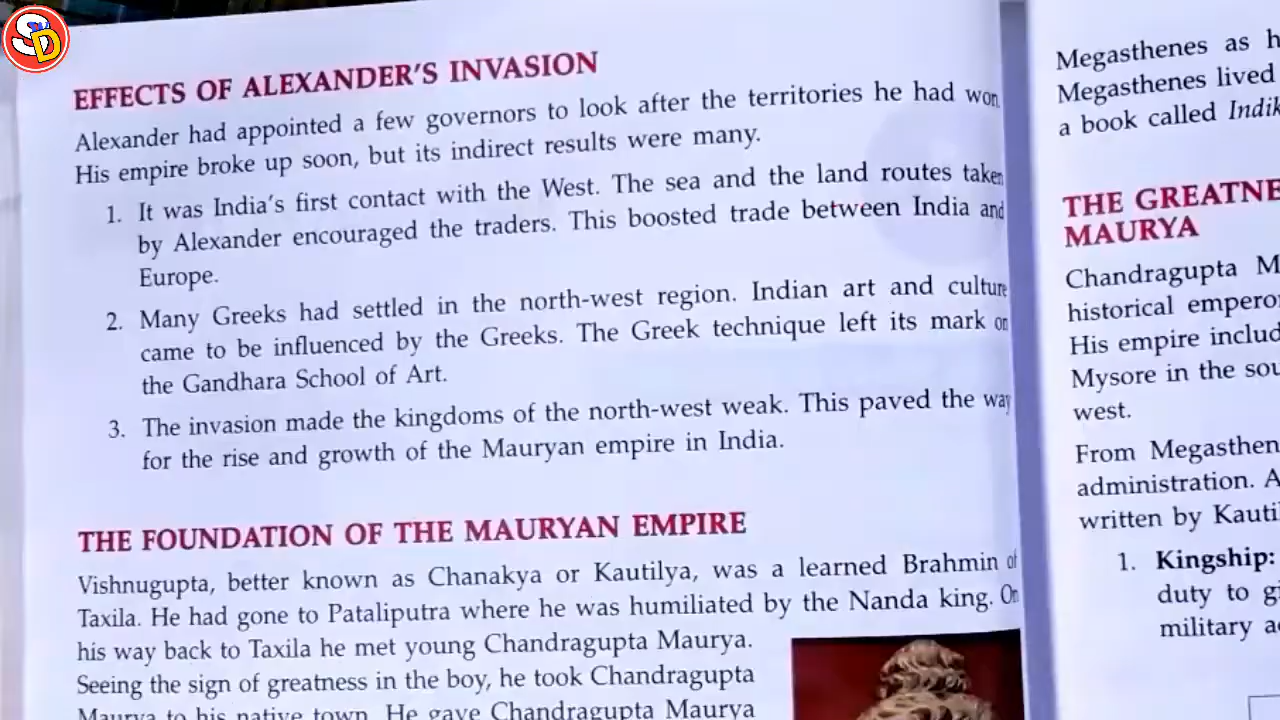 SD
EFFECTS OF ALEXANDER'S INVASION
Alexander had appointed a few governors to look after the territories he had won.
His empire broke up soon, but its indirect results were many.
1. It was India's first contact with the West. The sea and the land routes taken
by Alexander encouraged the traders. This boosted trade between India and
Europe.
2. Many Greeks had settled in the north-west region. Indian art and culture
came to be influenced by the Greeks. The Greek technique left its mark on
the Gandhara School of Art.
3. The invasion made the kingdoms of the north-west weak. This paved the way
for the rise and growth of the Mauryan empire in India.
THE FOUNDATION OF THE MAURYAN EMPIRE
Vishnugupta, better known as Chanakya or Kautilya, was a learned Brahmin of
Taxila. He had gone to Pataliputra where he was humiliated by the Nanda king. On
his way back to Taxila he met young Chandragupta Maurya.
Seeing the sign of greatness in the boy, he took Chandragupta
Maurya to his native town. He gave Chandragupta Maurya
Megasthenes as
Megasthenes lived
a book called
THE
MAURYA
Chandragupta
historical
His empire
Mysore in the
west.
From
administration.
written by
1. Kingship:
duty to
military